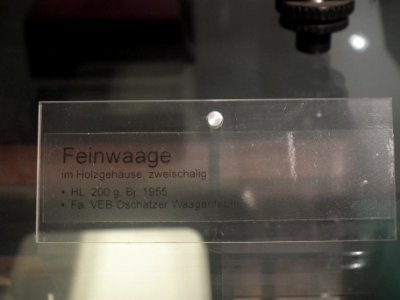 Feinwaage
im Holzgehäuse, zweischalig
• HL 200 g, Bj. 1955
• Fa. VEB Oschatzer Waagenfabrik